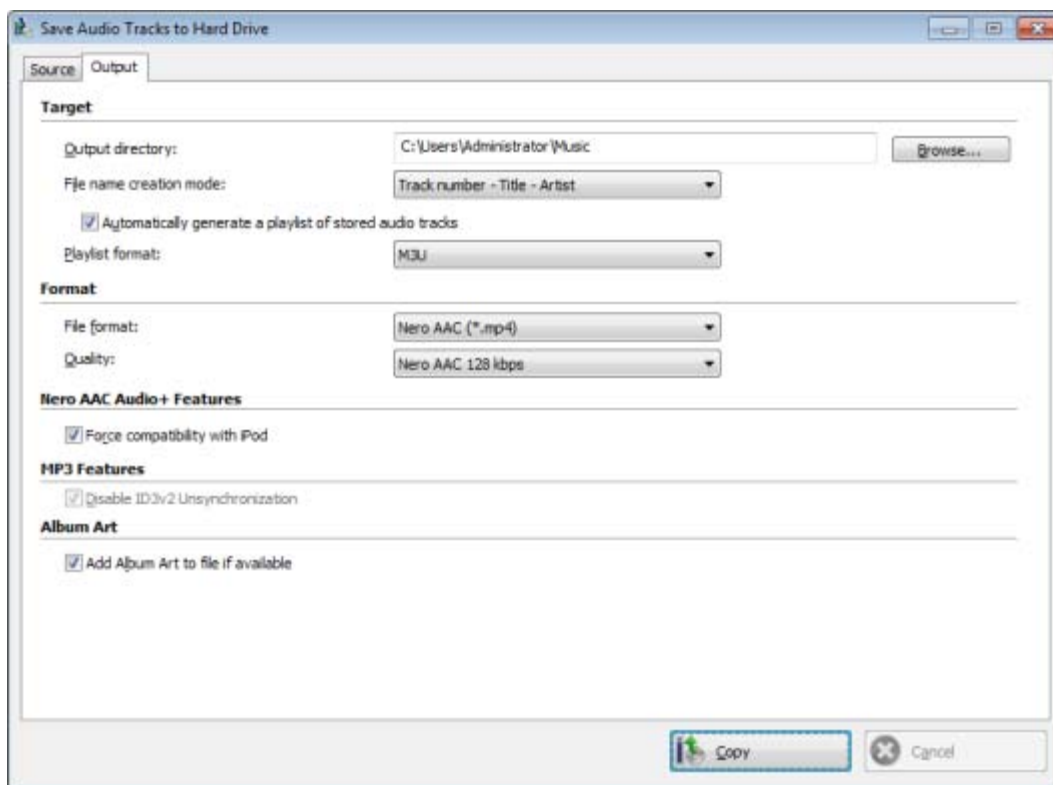 Save Audio Tracks to Hard Drive
Source Output
Target
Output directory: C:\Users\Administrator\Music Browse...
File name creation mode: Track number - Title - Artist
Automatically generate a playlist of stored audio tracks
Playlist format: M3U
Format
File format: Nero AAC (*.mp4)
Quality: Nero AAC 128 kbps
Nero AAC Audio+ Features
Force compatibility with iPod
MP3 Features
Disable ID3v2 Unsynchronization
Album Art
Add Album Art to file if available
Copy Cancel